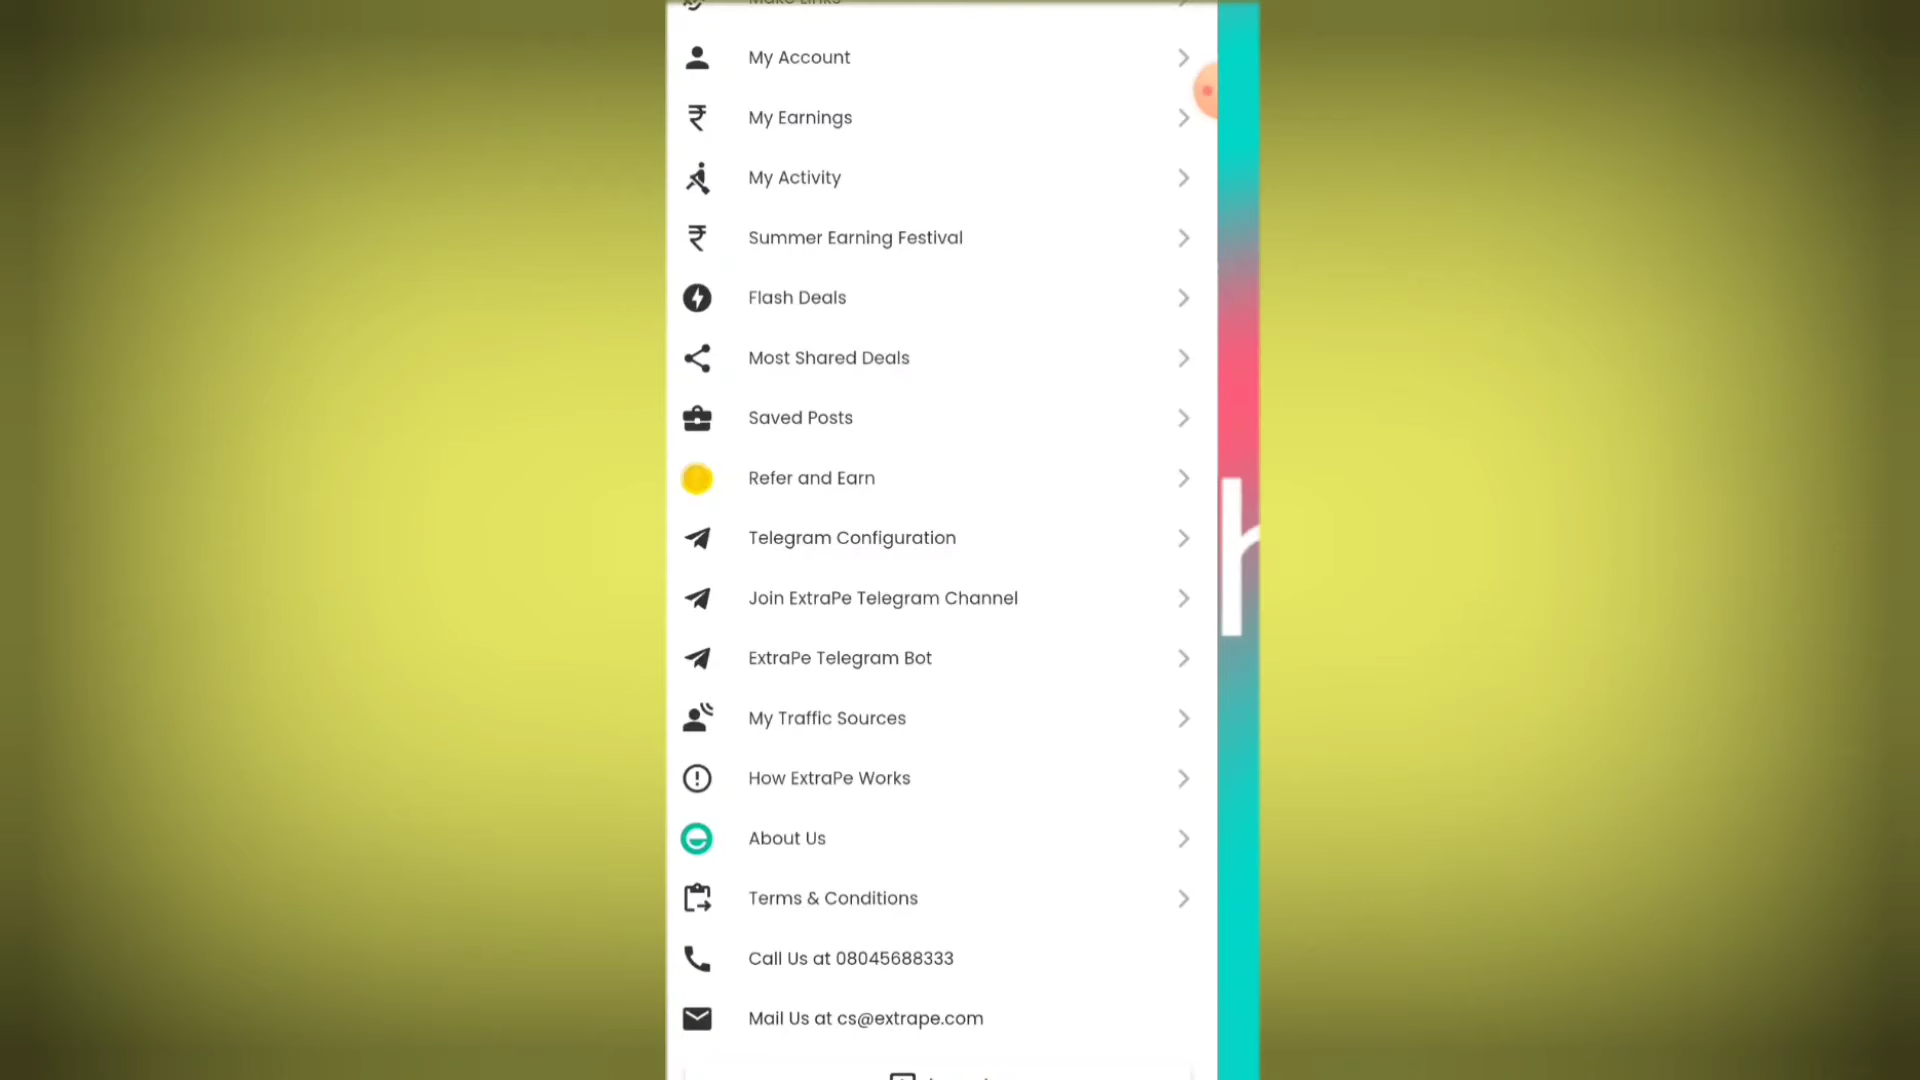 Make Links
My Account
My Earnings
My Activity
Summer Earning Festival
Flash Deals
Most Shared Deals
Saved Posts
Refer and Earn
Telegram Configuration
Join ExtraPe Telegram Channel
ExtraPe Telegram Bot
My Traffic Sources
How ExtraPe Works
About Us
Terms & Conditions
Call Us at 08045688333
Mail Us at cs@extrape.com